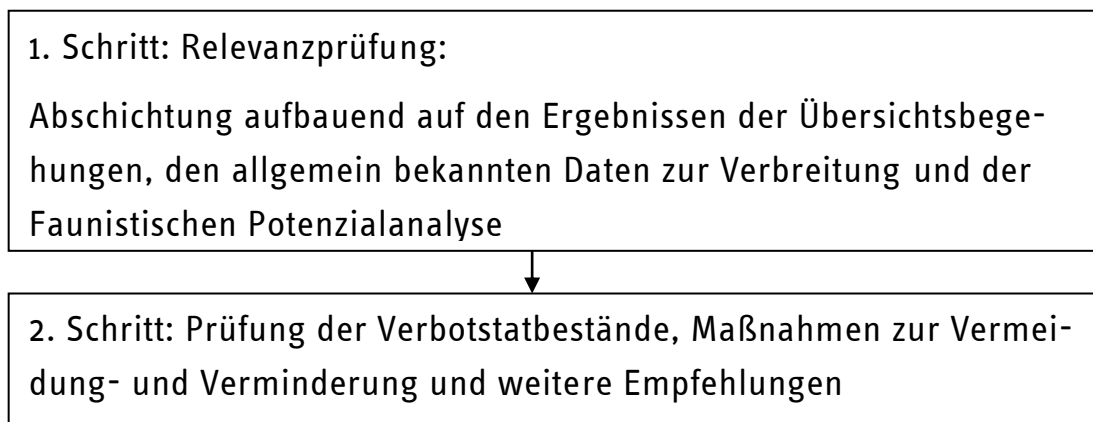 1. Schritt: Relevanzprüfung:
Abschichtung aufbauend auf den Ergebnissen der Übersichtsbege-
hungen, den allgemein bekannten Daten zur Verbreitung und der
Faunistischen Potenzialanalyse
2. Schritt: Prüfung der Verbotstatbestände, Maßnahmen zur Vermei-
dung- und Verminderung und weitere Empfehlungen